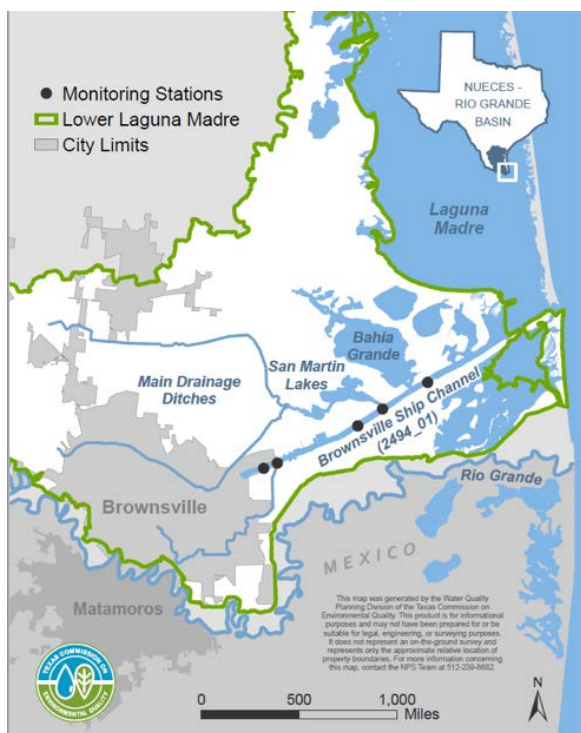 Monitoring Stations
Lower Laguna Madre
City Limits
NUECES -
RIO GRANDE
BASIN
Laguna
Madre
Bahia
Grande
San Martin
Lakes
Main Drainage
Ditches
Brownsville Ship Channel
(2494_01)
Rio Grande
Brownsville
MEXICO
Matamoros
This map was generated by the Water Quality
Planning Division of the Texas Commission on
Environmental Quality. This product is for informational
purposes and may not have been prepared for or be
suitable for legal, engineering, or surveying purposes.
It does not represent an on-the-ground survey and
represents only the approximate relative location of
property boundaries. For more information concerning
this map, contact the NPS Team at 512-239-6682.
TEXAS COMMISSION ON
ENVIRONMENTAL QUALITY
0 500 1,000
Miles
N